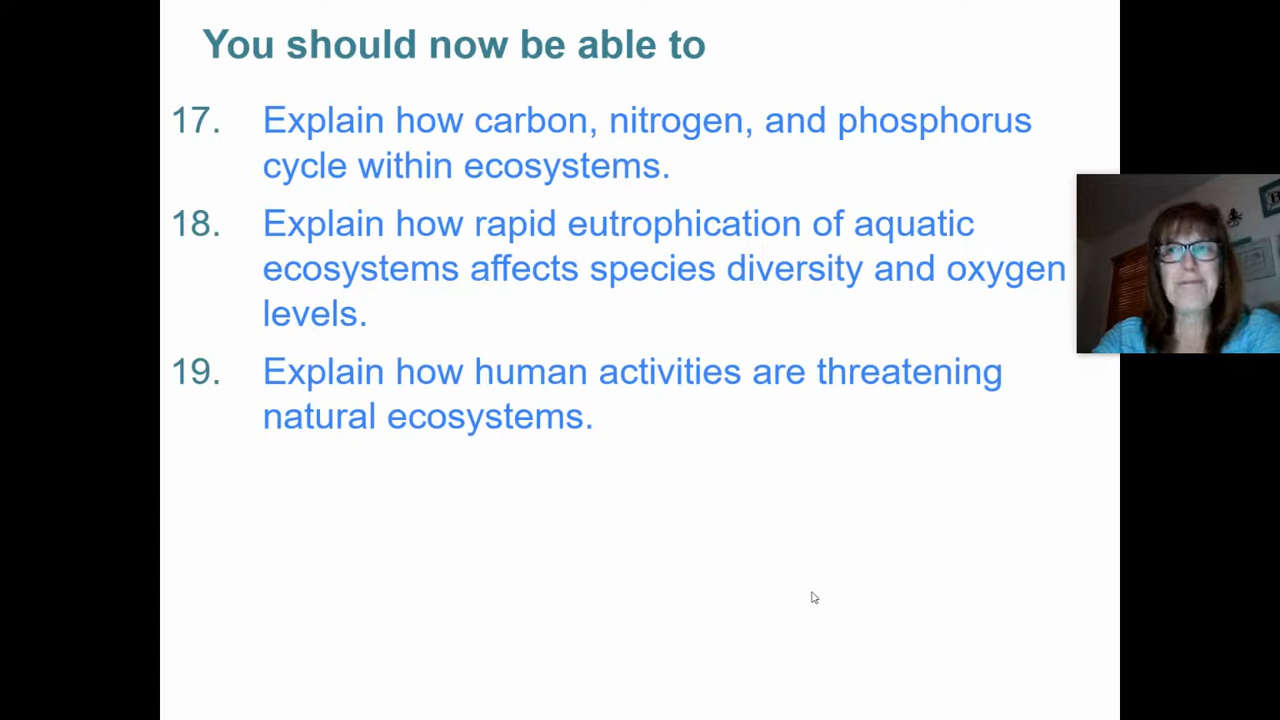 You should now be able to
17. Explain how carbon, nitrogen, and phosphorus
cycle within ecosystems.
18. Explain how rapid eutrophication of aquatic
ecosystems affects species diversity and oxygen
levels.
19. Explain how human activities are threatening
natural ecosystems.